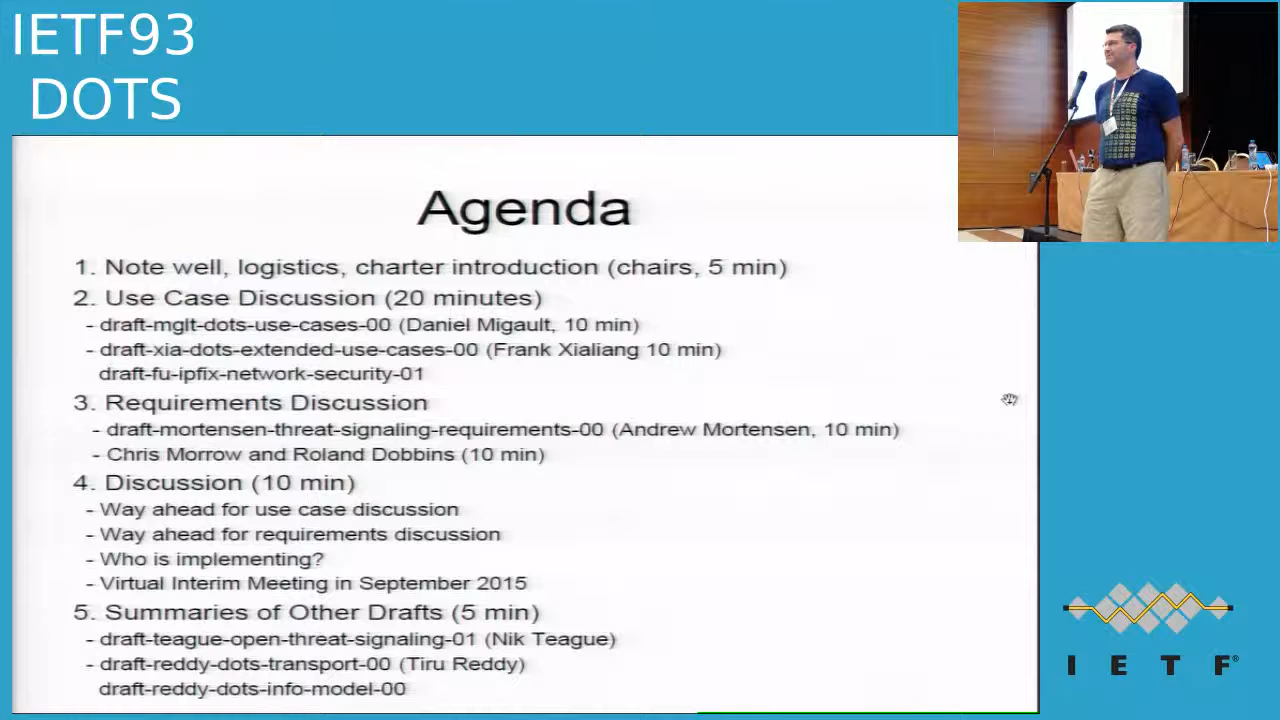 IETF93
DOTS
Agenda
1. Note well, logistics, charter introduction (chairs, 5 min)
2. Use Case Discussion (20 minutes)
- draft-mglt-dots-use-cases-00 (Daniel Migault, 10 min)
- draft-xia-dots-extended-use-cases-00 (Frank Xialiang 10 min)
draft-fu-ipfix-network-security-01
3. Requirements Discussion
- draft-mortensen-threat-signaling-requirements-00 (Andrew Mortensen, 10 min)
- Chris Morrow and Roland Dobbins (10 min)
4. Discussion (10 min)
- Way ahead for use case discussion
- Way ahead for requirements discussion
- Who is implementing?
- Virtual Interim Meeting in September 2015
5. Summaries of Other Drafts (5 min)
- draft-teague-open-threat-signaling-01 (Nik Teague)
- draft-reddy-dots-transport-00 (Tiru Reddy)
draft-reddy-dots-info-model-00
I E T F®